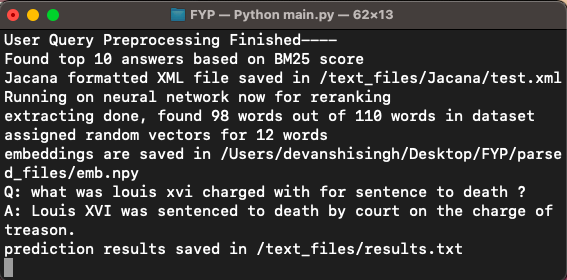 FYP — Python main.py — 62×13
User Query Preprocessing Finished----
Found top 10 answers based on BM25 score
Jacana formatted XML file saved in /text_files/Jacana/test.xml
Running on neural network now for reranking
extracting done, found 98 words out of 110 words in dataset
assigned random vectors for 12 words
embeddings are saved in /Users/devanshisingh/Desktop/FYP/parse
d_files/emb.npy
Q: what was louis xvi charged with for sentence to death ?
A: Louis XVI was sentenced to death by court on the charge of
treason.
prediction results saved in /text_files/results.txt